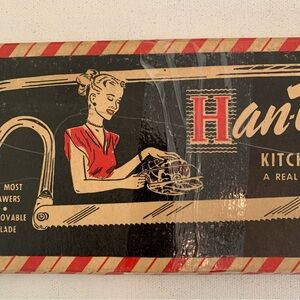 Han-
KITCH
A REAL
MOST
AWERS
•
OVABLE
LADE